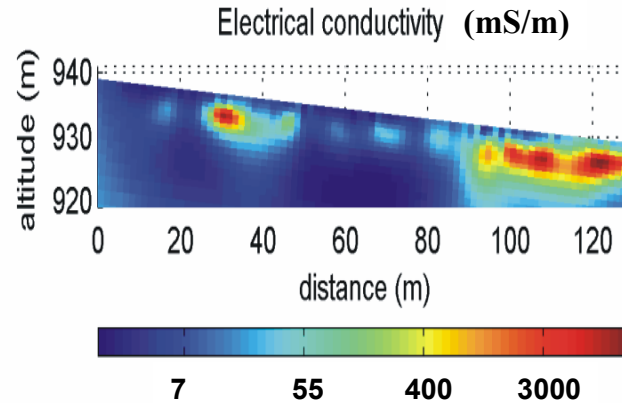 Electrical conductivity (mS/m)
altitude (m)
940
930
920
0 20 40 60 80 100 120
distance (m)
7 55 400 3000